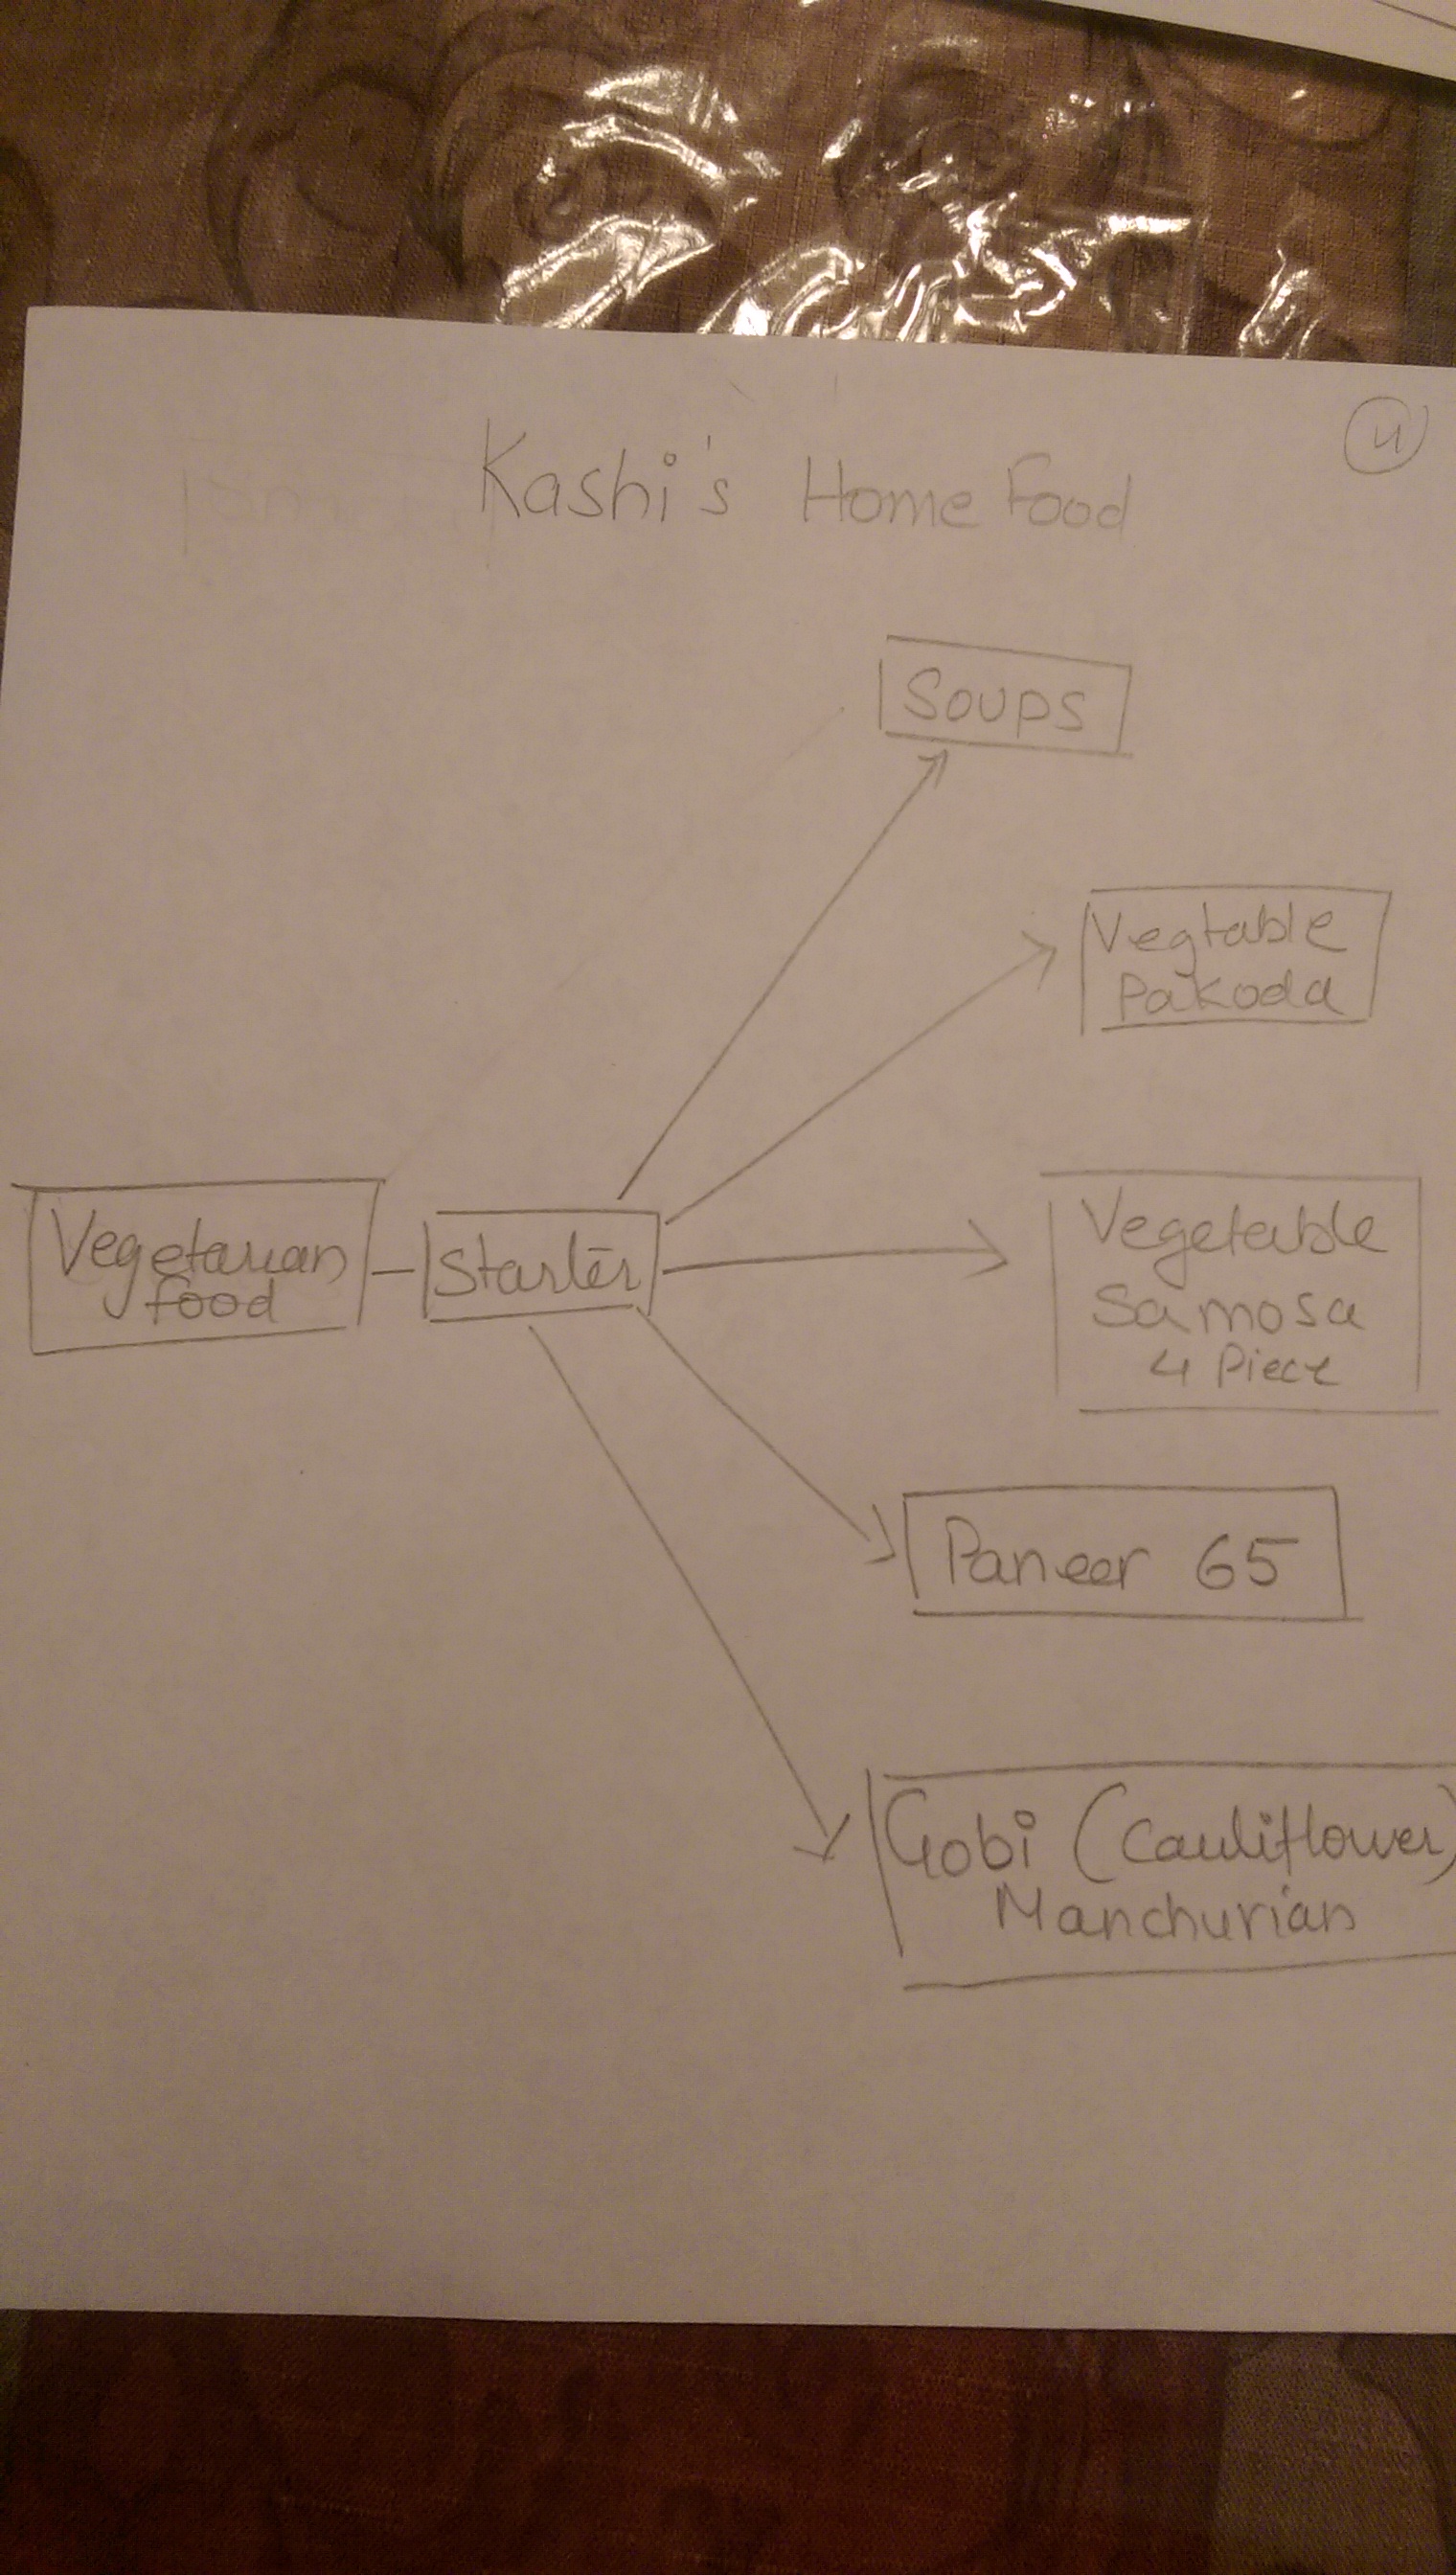 4
Kashi's Home Food
Soups
Vegtable
Pakoda
Vegetarian
food
Starter
Vegetable
Samosa
4 Piece
Paneer 65
Gobi (Cauliflower)
Manchurian